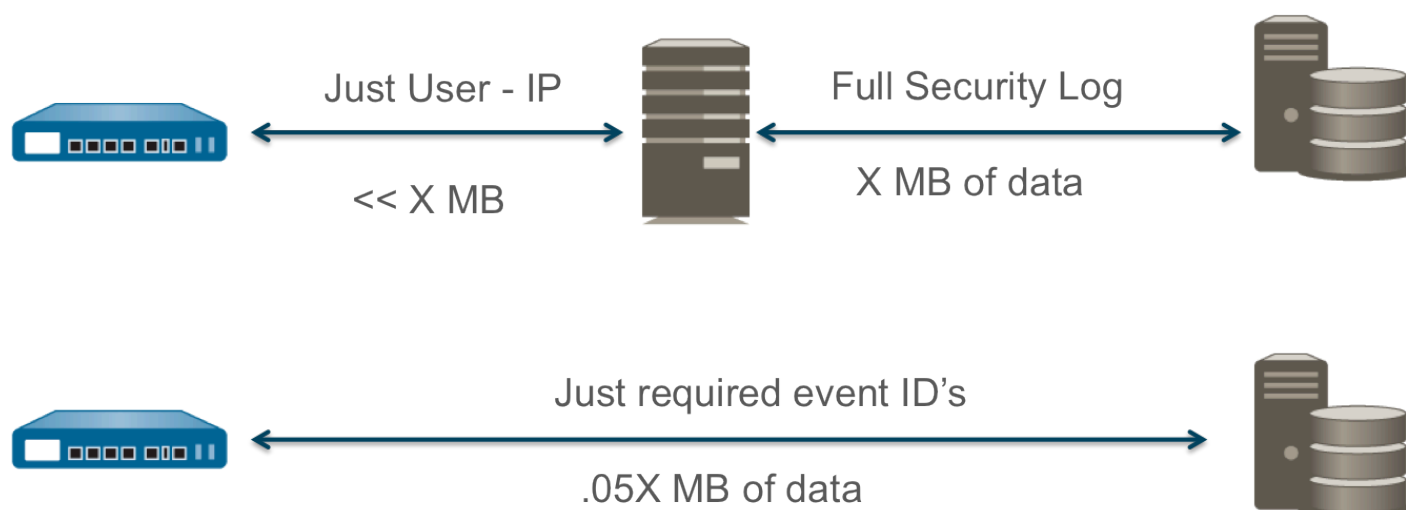 Just User - IP
Full Security Log
<< X MB
X MB of data
Just required event ID’s
.05X MB of data